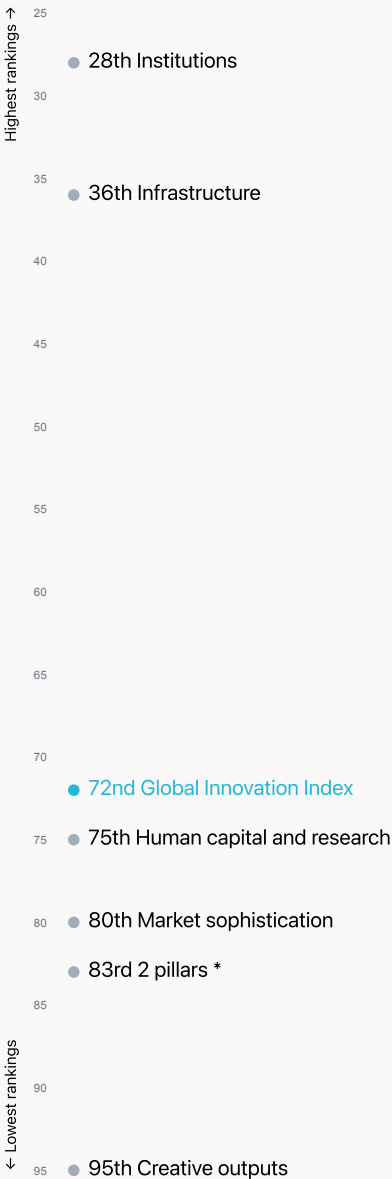 Highest rankings →
25
28th Institutions
30
35
36th Infrastructure
40
45
50
55
60
65
70
72nd Global Innovation Index
75
75th Human capital and research
80
80th Market sophistication
83rd 2 pillars *
85
90
← Lowest rankings
95
95th Creative outputs